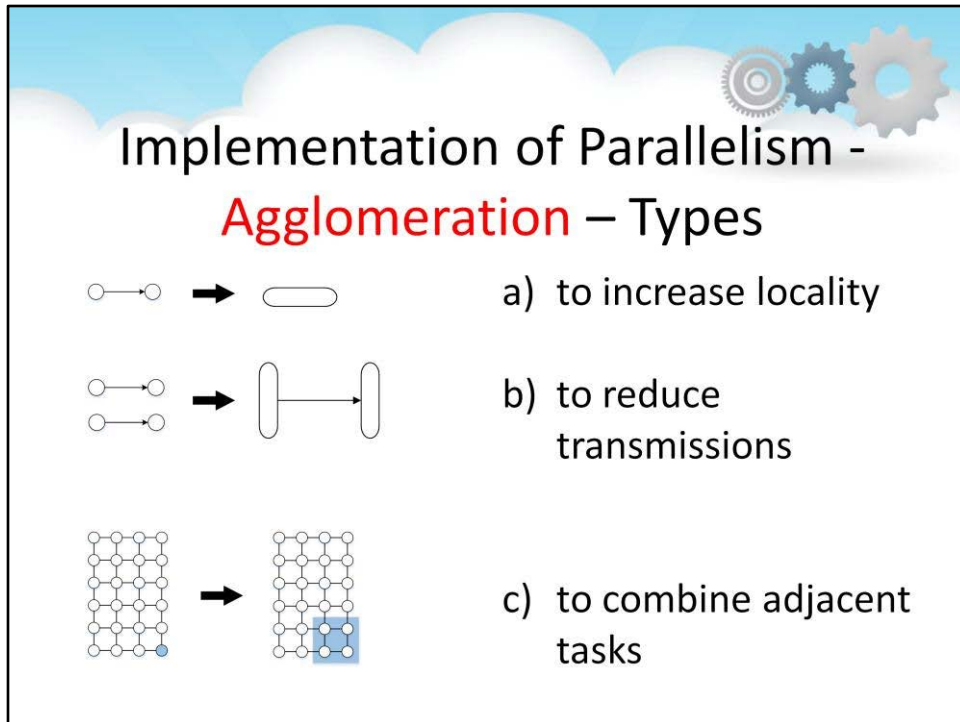 Implementation of Parallelism -
Agglomeration – Types
a) to increase locality
b) to reduce
transmissions
c) to combine adjacent
tasks